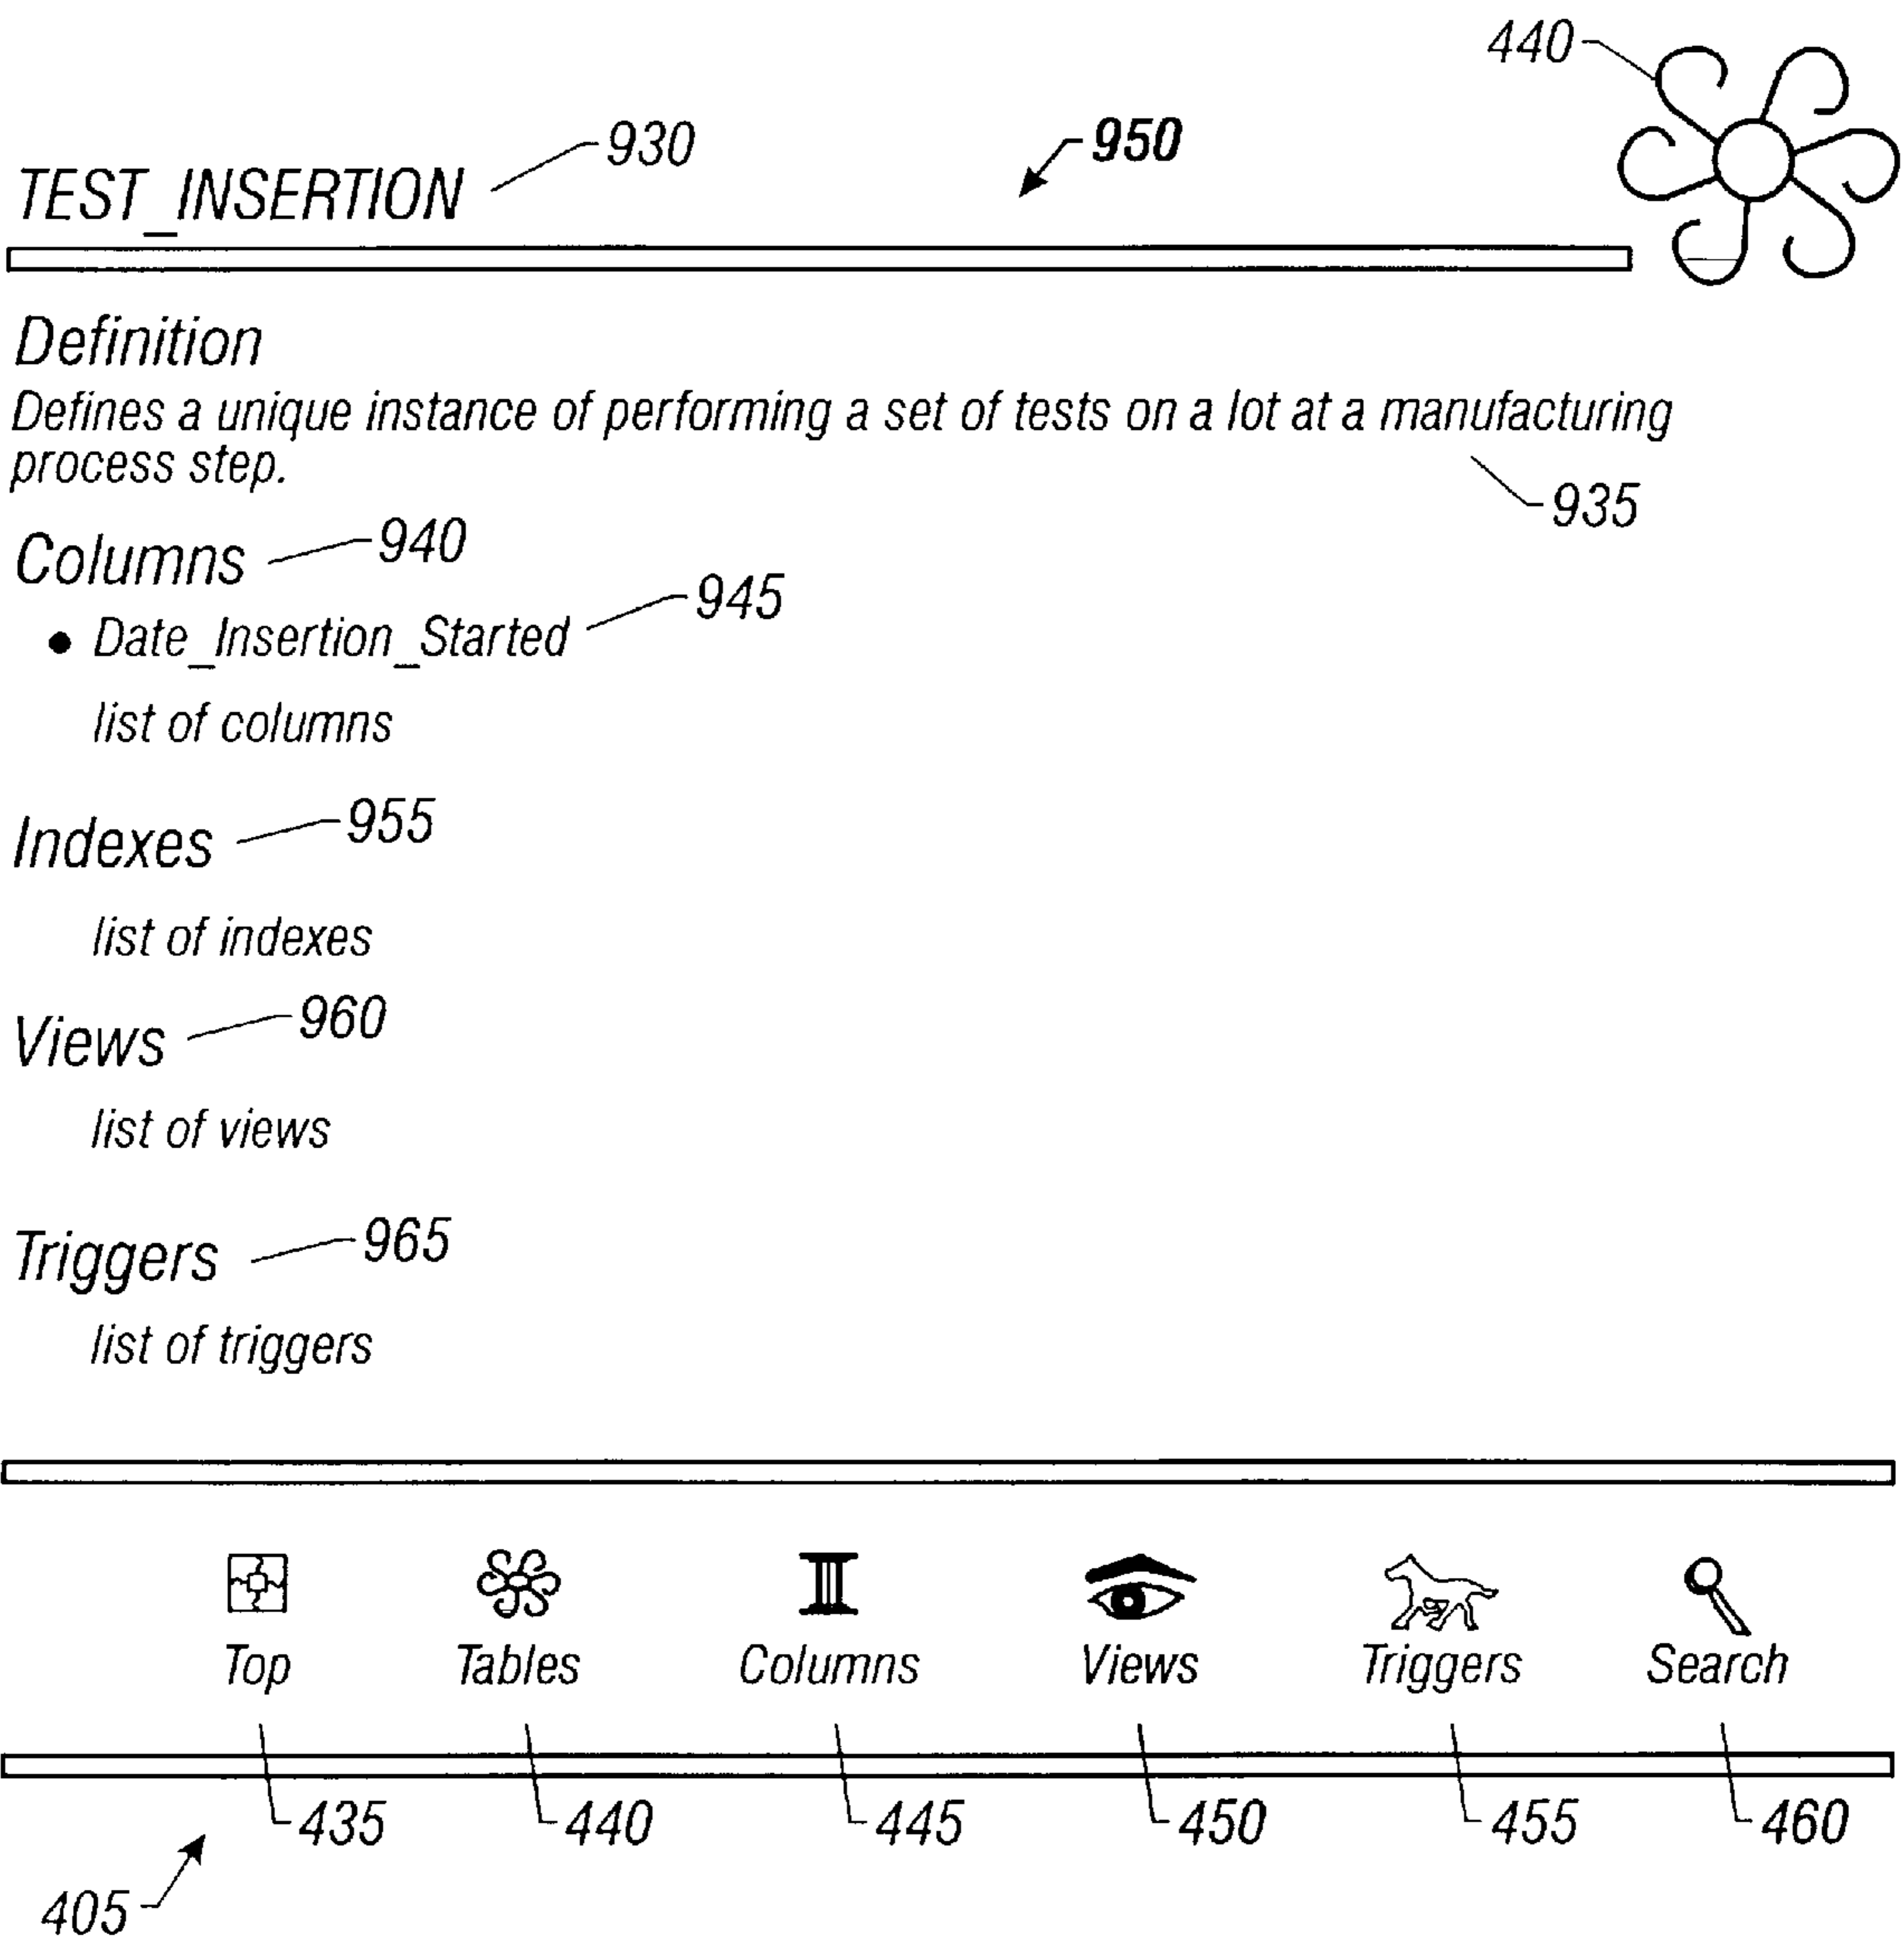 440
930
950
TEST_INSERTION
Definition
Defines a unique instance of performing a set of tests on a lot at a manufacturing
process step.
935
Columns 940
• Date_Insertion_Started 945
list of columns
Indexes 955
list of indexes
Views 960
list of views
Triggers 965
list of triggers
Top Tables Columns Views Triggers Search
435 440 445 450 455 460
405